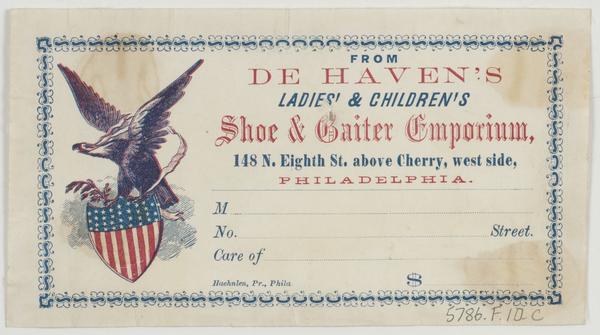 FROM
DE HAVEN'S
LADIES' & CHILDREN'S
Shoe & Gaiter Emporium,
148 N. Eighth St. above Cherry, west side,
PHILADELPHIA.
M
No. Street.
Care of
Haehnlen, Pr., Phila $
5786.F.10 c